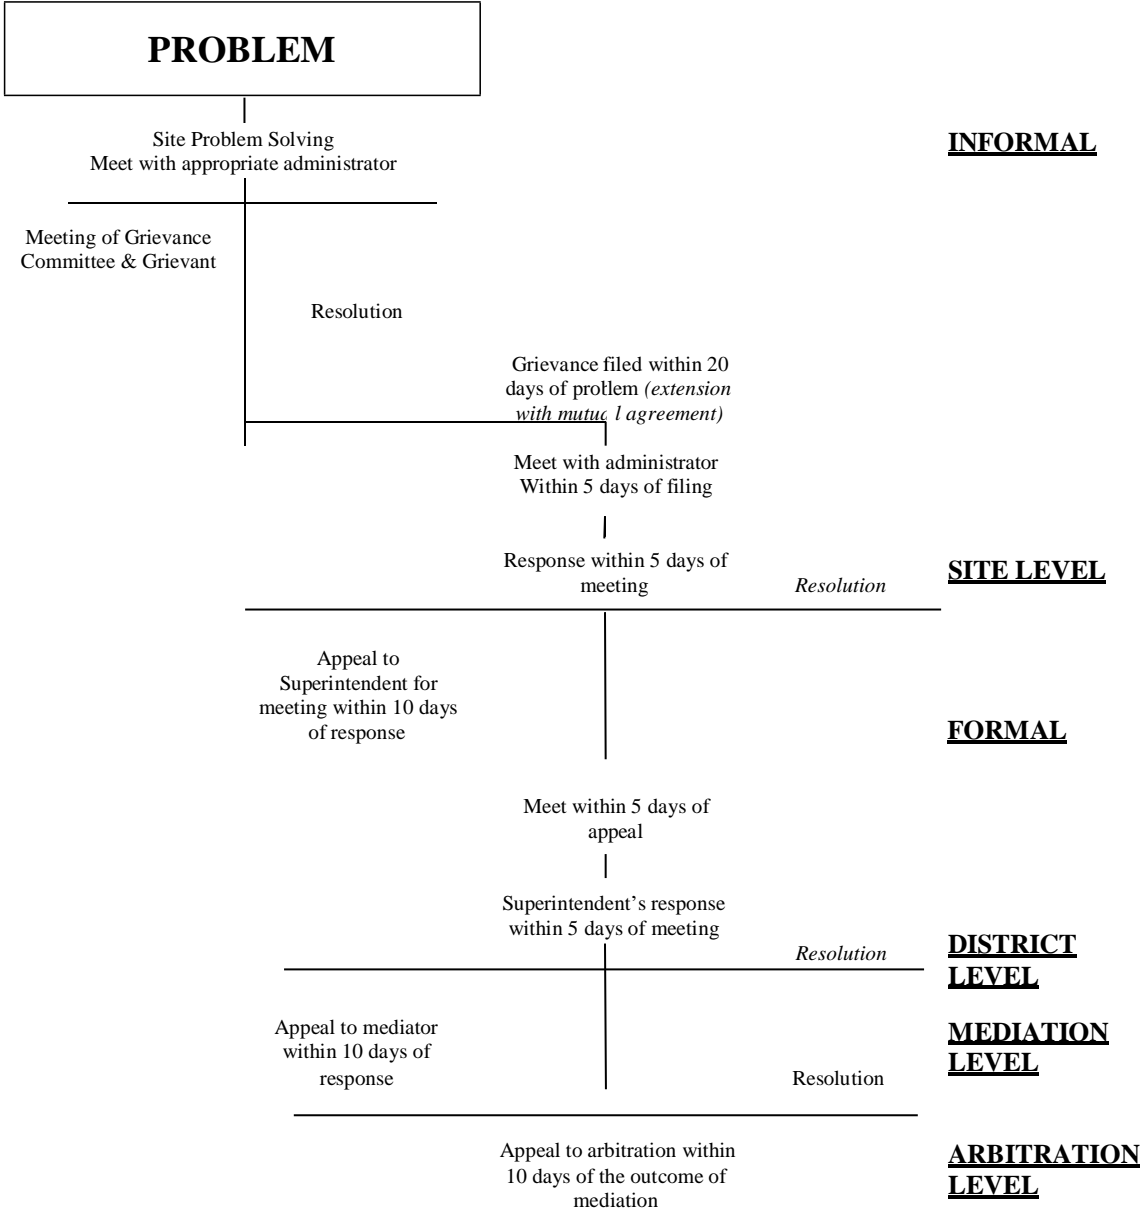 PROBLEM
Site Problem Solving
Meet with appropriate administrator
INFORMAL
Meeting of Grievance
Committee & Grievant
Resolution
Grievance filed within 20
days of problem (extension
with mutual agreement)
Meet with administrator
Within 5 days of filing
Response within 5 days of
meeting
Resolution
SITE LEVEL
Appeal to
Superintendent for
meeting within 10 days
of response
FORMAL
Meet within 5 days of
appeal
Superintendent’s response
within 5 days of meeting
Resolution
DISTRICT
LEVEL
Appeal to mediator
within 10 days of
response
Resolution
MEDIATION
LEVEL
Appeal to arbitration within
10 days of the outcome of
mediation
ARBITRATION
LEVEL